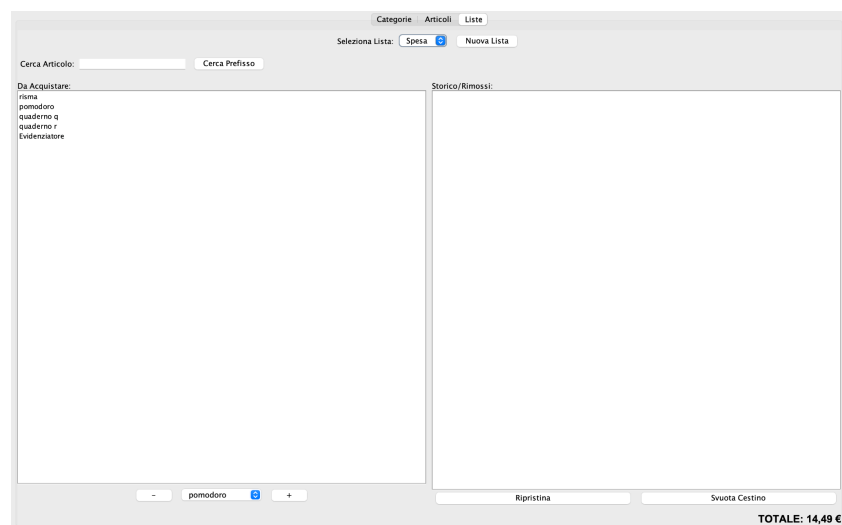 Categorie Articoli Liste
Seleziona Lista: Spesa Nuova Lista
Cerca Articolo: Cerca Prefisso
Da Acquistare:
risma
pomodoro
quaderno q
quaderno r
Evidenziatore
Storico/Rimossi:
- pomodoro +
Ripristina Svuota Cestino
TOTALE: 14,49 €